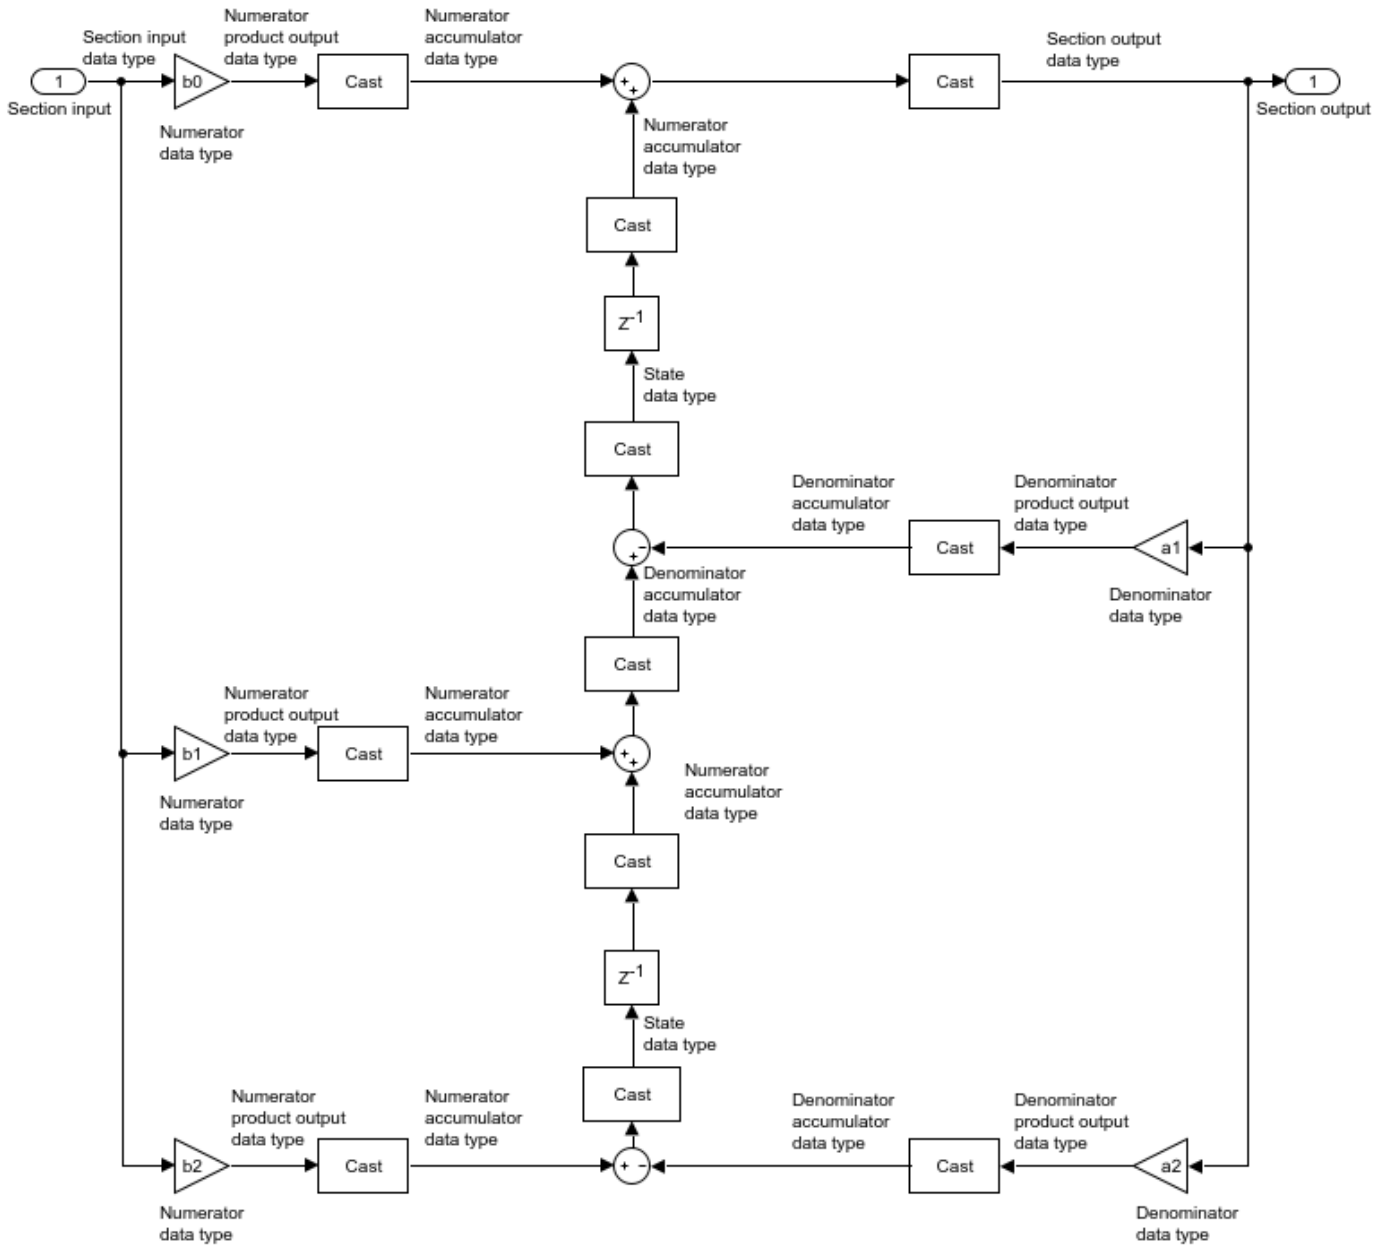 Section input
data type
Numerator
product output
data type
Numerator
accumulator
data type
Section output
data type
1
b0
Cast
+
+
Cast
1
Section input
Section output
Numerator
data type
Numerator
accumulator
data type
Cast
Z-1
State
data type
Cast
Denominator
accumulator
data type
Denominator
product output
data type
+
-
Cast
a1
Denominator
accumulator
data type
Denominator
data type
Cast
Numerator
product output
data type
Numerator
accumulator
data type
b1
Cast
+
+
Numerator
accumulator
data type
Numerator
data type
Cast
Z-1
State
data type
Cast
Numerator
product output
data type
Numerator
accumulator
data type
Denominator
accumulator
data type
Denominator
product output
data type
b2
Cast
+ -
Cast
a2
Numerator
data type
Denominator
data type